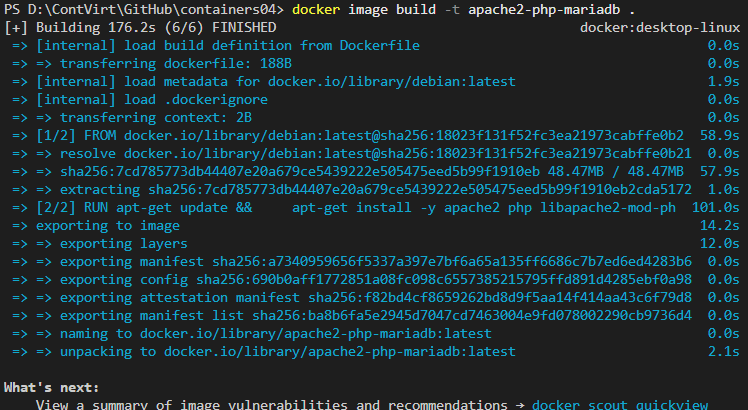 PS D:\ContVirt\GitHub\containers04> docker image build -t apache2-php-mariadb .
[+] Building 176.2s (6/6) FINISHED docker:desktop-linux
=> [internal] load build definition from Dockerfile 0.0s
=> => transferring dockerfile: 188B 0.0s
=> [internal] load metadata for docker.io/library/debian:latest 1.9s
=> [internal] load .dockerignore 0.0s
=> => transferring context: 2B 0.0s
=> [1/2] FROM docker.io/library/debian:latest@sha256:18023f131f52fc3ea21973cabffe0b2 58.9s
=> => resolve docker.io/library/debian:latest@sha256:18023f131f52fc3ea21973cabffe0b21 0.0s
=> => sha256:7cd785773db44407e20a679ce5439222e505475eed5b99f1910eb 48.47MB / 48.47MB 57.9s
=> => extracting sha256:7cd785773db44407e20a679ce5439222e505475eed5b99f1910eb2cda5172 1.0s
=> [2/2] RUN apt-get update && apt-get install -y apache2 php libapache2-mod-ph 101.0s
=> exporting to image 14.2s
=> => exporting layers 12.0s
=> => exporting manifest sha256:a7340959656f5337a397e7bf6a65a135ff6686c7b7ed6ed4283b6 0.0s
=> => exporting config sha256:690b0aff1772851a08fc098c6557385215795ffd891d4285ebf0a98 0.0s
=> => exporting attestation manifest sha256:f82bd4cf8659262bd8d9f5aa14f414aa43c6f79d8 0.0s
=> => exporting manifest list sha256:ba8b6fa5e2945d7047cd7463004e9fd078002290cb9736d4 0.0s
=> => naming to docker.io/library/apache2-php-mariadb:latest 0.0s
=> => unpacking to docker.io/library/apache2-php-mariadb:latest 2.1s
What's next:
View a summary of image vulnerabilities and recommendations → docker scout quickview